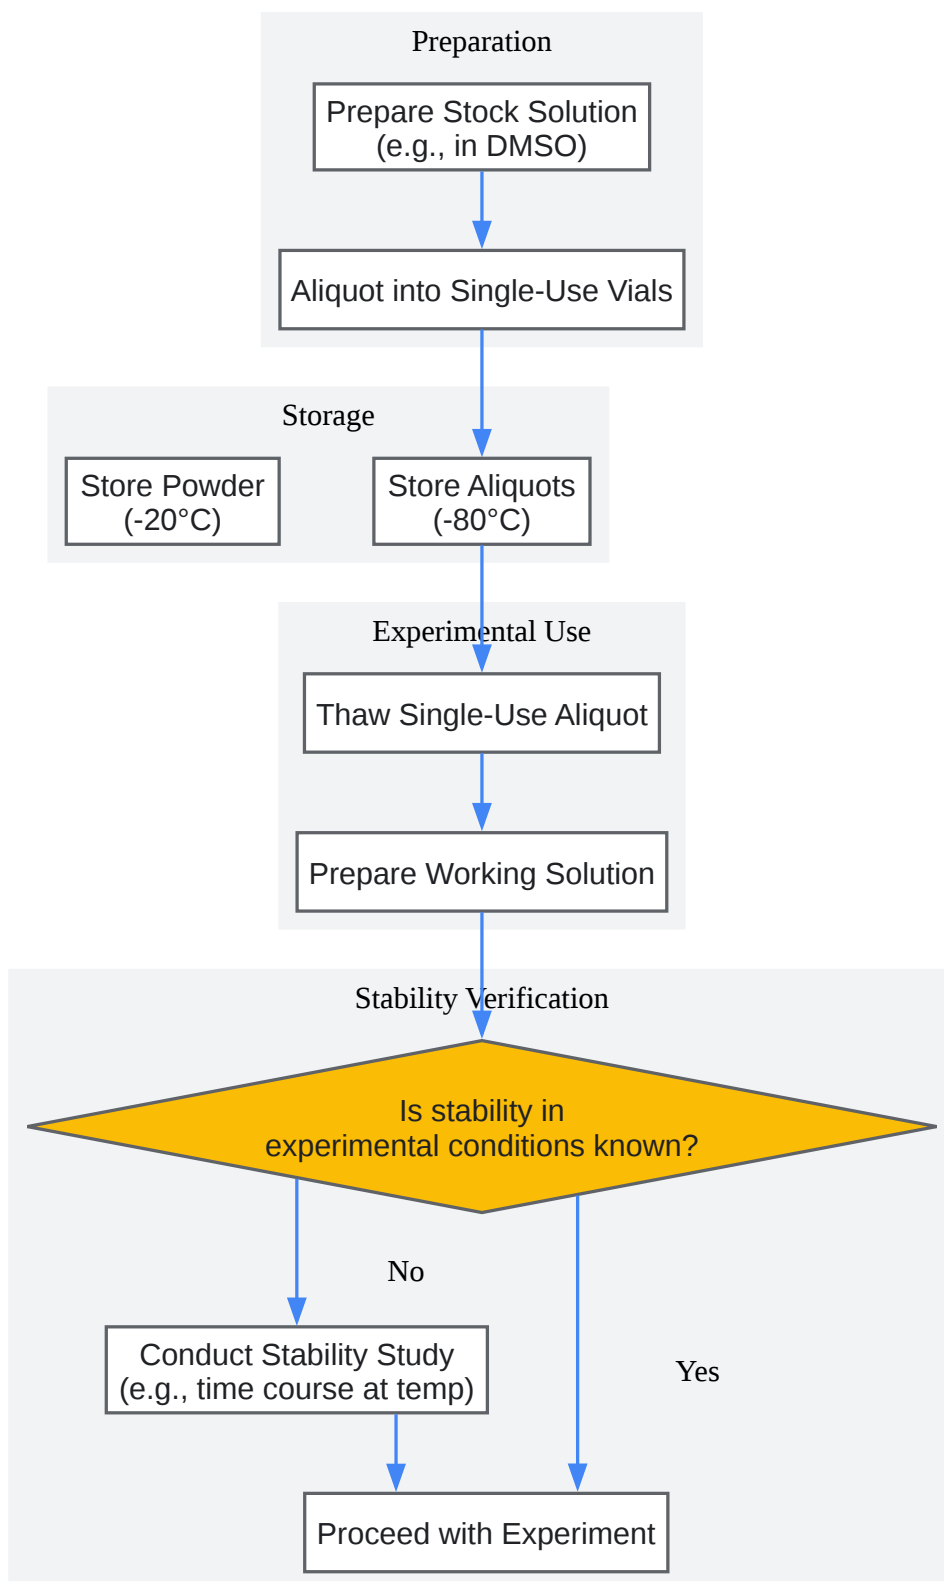 Preparation
Prepare Stock Solution
(e.g., in DMSO)
Aliquot into Single-Use Vials
Storage
Store Powder
(-20°C)
Store Aliquots
(-80°C)
Experimental Use
Thaw Single-Use Aliquot
Prepare Working Solution
Stability Verification
Is stability in
experimental conditions known?
No
Conduct Stability Study
(e.g., time course at temp)
Yes
Proceed with Experiment